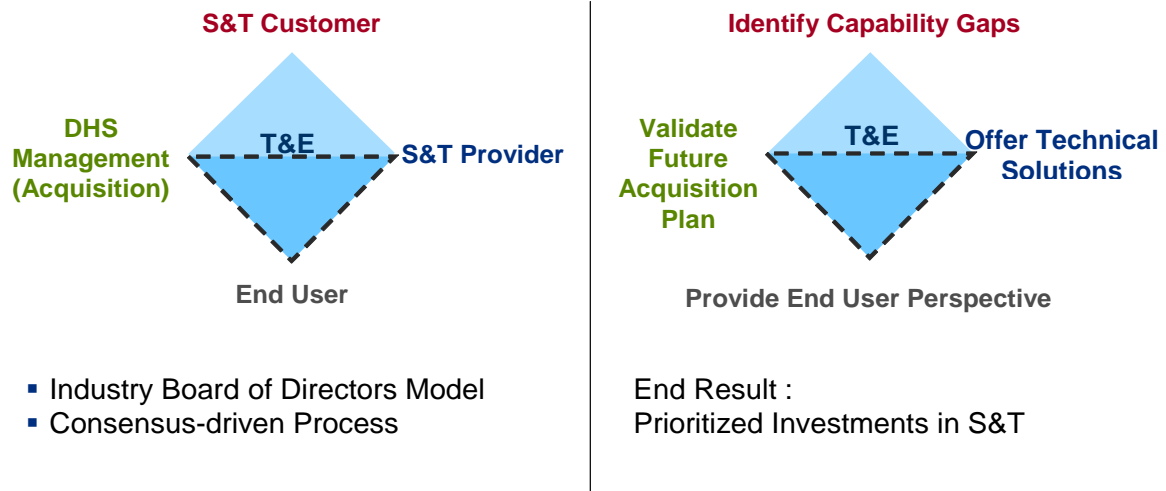 S&T Customer
DHS
Management
(Acquisition)
T&E
S&T Provider
End User
▪ Industry Board of Directors Model
▪ Consensus-driven Process
Identify Capability Gaps
Validate
Future
Acquisition
Plan
T&E
Offer Technical
Solutions
Provide End User Perspective
End Result :
Prioritized Investments in S&T